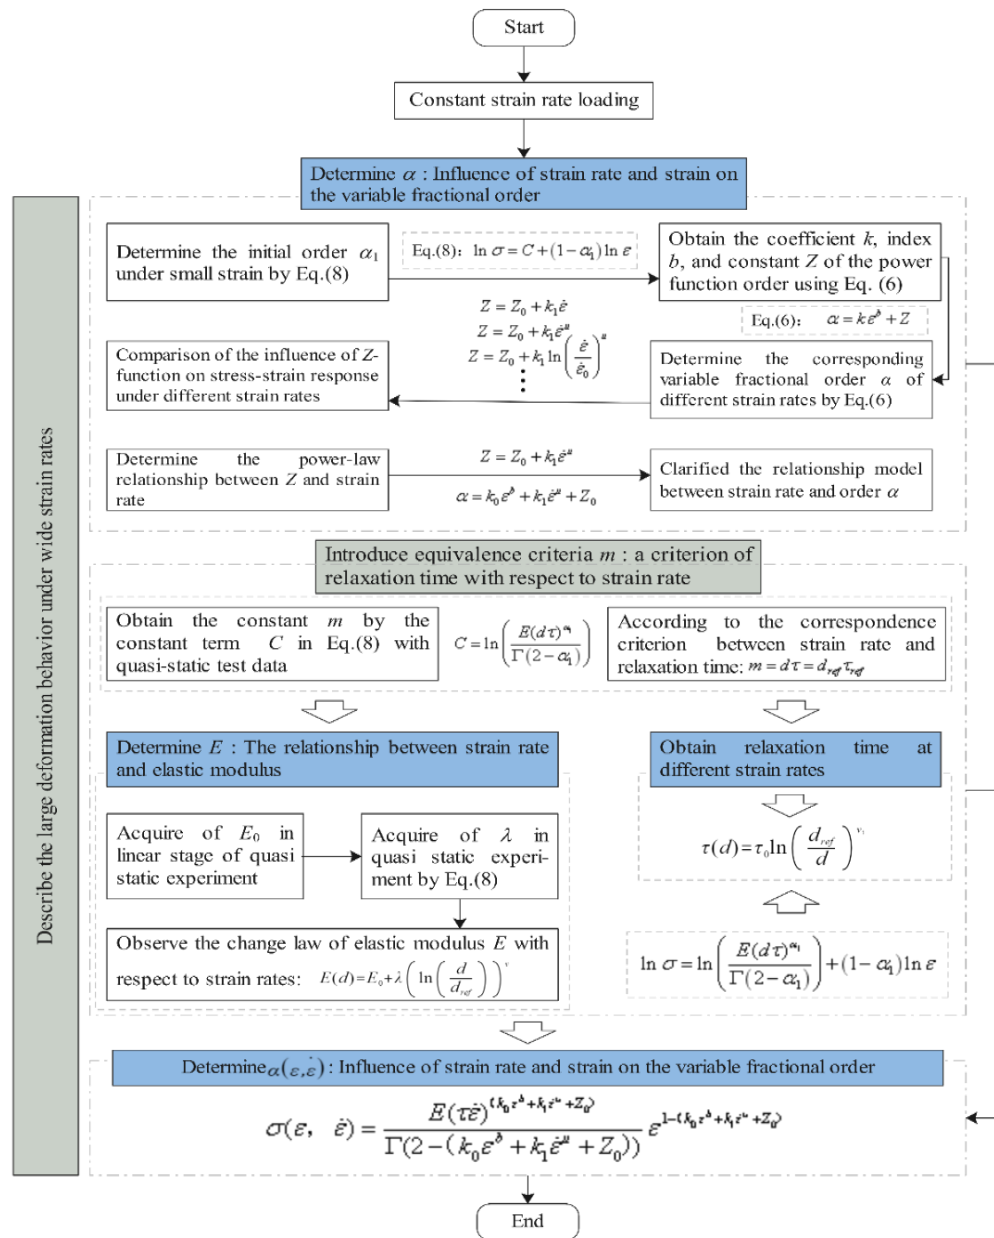 Start
Constant strain rate loading
Determine α : Influence of strain rate and strain on
the variable fractional order
Describe the large deformation behavior under wide strain rates
Determine the initial order α₁
under small strain by Eq.(8)
Eq.(8): ln σ = C + (1 − α₁) ln ε
Obtain the coefficient k, index
b, and constant Z of the power
function order using Eq. (6)
Eq.(6): α = kε^b + Z
Z = Z₀ + k₁ε̇
Z = Z₀ + k₁ε̇^u
Z = Z₀ + k₁ ln(ε̇/ε̇₀)^u
⋮
Comparison of the influence of Z-
function on stress-strain response
under different strain rates
Determine the corresponding
variable fractional order α of
different strain rates by Eq.(6)
Determine the power-law
relationship between Z and strain
rate
Z = Z₀ + k₁ε̇^u
α = k₀ε^b + k₁ε̇^u + Z₀
Clarified the relationship model
between strain rate and order α
Introduce equivalence criteria m : a criterion of
relaxation time with respect to strain rate
Obtain the constant m by the
constant term C in Eq.(8) with
quasi-static test data
C = ln(E(dτ)^α₁ / Γ(2 − α₁))
According to the correspondence
criterion between strain rate and
relaxation time: m = dτ = d_ref τ_ref
Determine E : The relationship between strain rate
and elastic modulus
Obtain relaxation time at
different strain rates
Acquire of E₀ in
linear stage of quasi
static experiment
Acquire of λ in
quasi static experi-
ment by Eq.(8)
τ(d) = τ₀ ln(d_ref/d)^v₁
Observe the change law of elastic modulus E with
respect to strain rates: E(d) = E₀ + λ(ln(d/d_ref))^v
ln σ = ln(E(dτ)^α₁ / Γ(2 − α₁)) + (1 − α₁) ln ε
Determine α(ε,ε̇) : Influence of strain rate and strain on the variable fractional order
σ(ε, ε̇) = E(τε̇)^(k₀ε^b + k₁ε̇^u + Z₀) / Γ(2 − (k₀ε^b + k₁ε̇^u + Z₀)) ε^1−(k₀ε^b + k₁ε̇^u + Z₀)
End